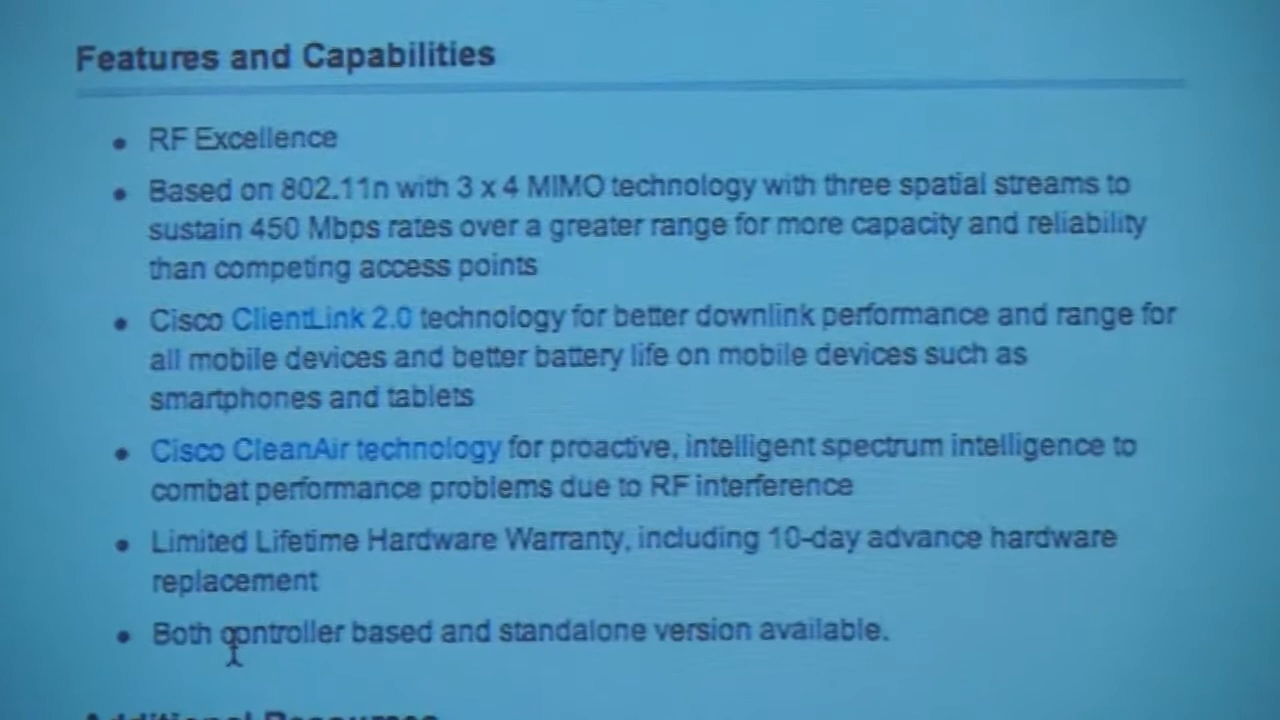 Features and Capabilities
RF Excellence
Based on 802.11n with 3 x 4 MIMO technology with three spatial streams to
sustain 450 Mbps rates over a greater range for more capacity and reliability
than competing access points
Cisco ClientLink 2.0 technology for better downlink performance and range for
all mobile devices and better battery life on mobile devices such as
smartphones and tablets
Cisco CleanAir technology for proactive, intelligent spectrum intelligence to
combat performance problems due to RF interference
Limited Lifetime Hardware Warranty, including 10-day advance hardware
replacement
Both controller based and standalone version available.
Additional Resources